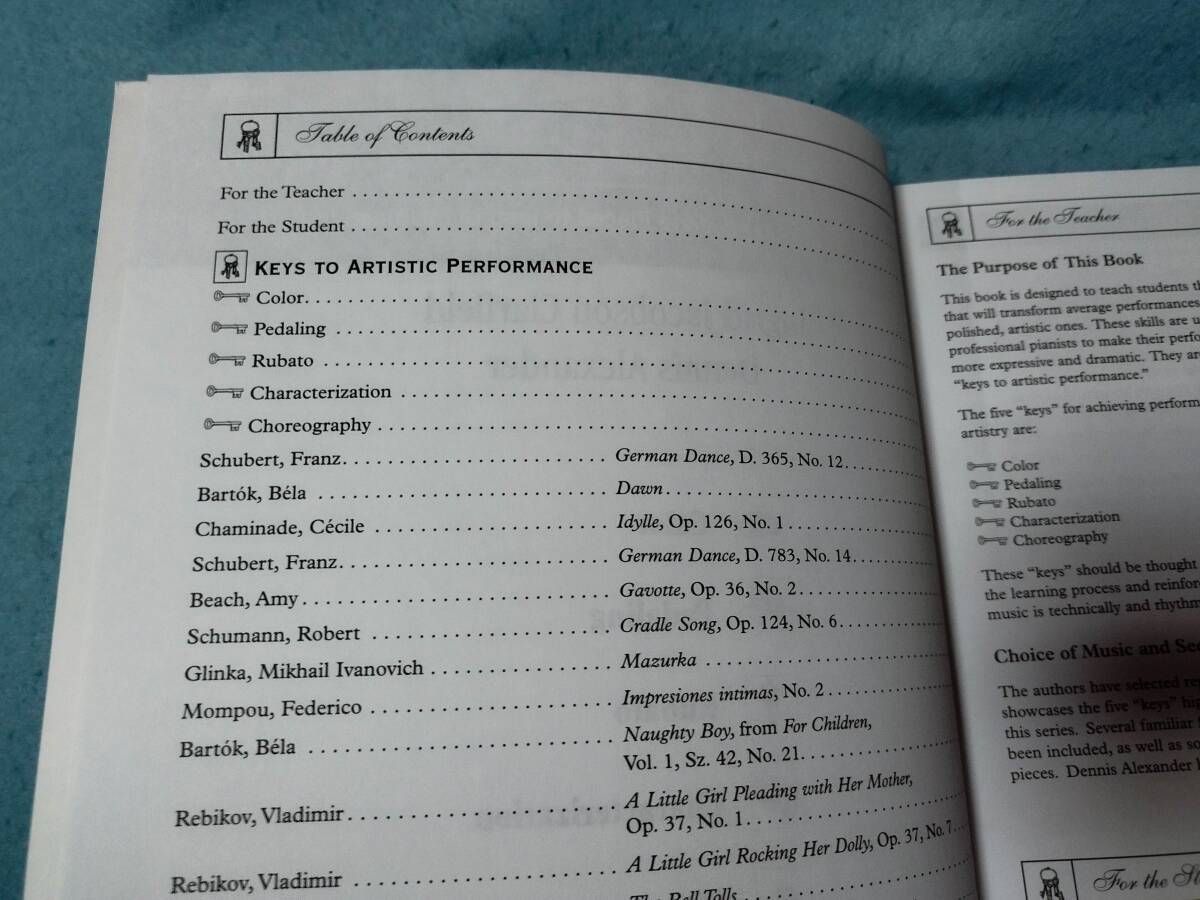 Table of Contents
For the Teacher
For the Student
KEYS TO ARTISTIC PERFORMANCE
Color
Pedaling
Rubato
Characterization
Choreography
Schubert, Franz German Dance, D. 365, No. 12
Bartók, Béla Dawn
Chaminade, Cécile Idylle, Op. 126, No. 1
Schubert, Franz German Dance, D. 783, No. 14
Beach, Amy Gavotte, Op. 36, No. 2
Schumann, Robert Cradle Song, Op. 124, No. 6
Glinka, Mikhail Ivanovich Mazurka
Mompou, Federico Impresiones intimas, No. 2
Bartók, Béla Naughty Boy, from For Children,
Vol. 1, Sz. 42, No. 21
Rebikov, Vladimir A Little Girl Pleading with Her Mother,
Op. 37, No. 1
Rebikov, Vladimir A Little Girl Rocking Her Dolly, Op. 37, No. 7
The Bell Tolls
For the Teacher
The Purpose of This Book
This book is designed to teach students
that will transform average performances
polished, artistic ones. These skills are
professional pianists to make their
more expressive and dramatic. They
"keys to artistic performance."
The five "keys" for achieving
artistry are:
Color
Pedaling
Rubato
Characterization
Choreography
These "keys" should be thought
the learning process and
music is technically and
Choice of Music and
The authors have selected
showcases the five "keys"
this series. Several familiar
been included, as well as
pieces. Dennis Alexander
For the